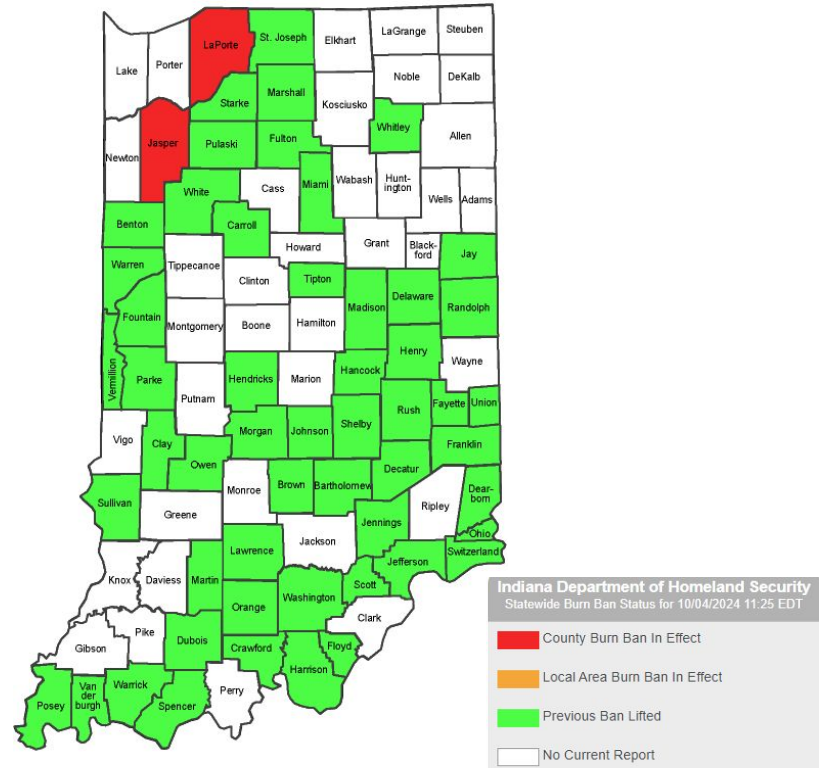 LaPorte
St. Joseph
Elkhart
LaGrange
Steuben
Lake
Porter
Noble
DeKalb
Starke
Marshall
Kosciusko
Whitley
Allen
Newton
Jasper
Pulaski
Fulton
Miami
Wabash
Hunt-
ington
White
Cass
Wells
Adams
Benton
Carroll
Howard
Grant
Black-
ford
Jay
Warren
Tippecanoe
Clinton
Tipton
Madison
Delaware
Randolph
Fountain
Montgomery
Boone
Hamilton
Vermillion
Parke
Putnam
Hendricks
Marion
Hancock
Henry
Wayne
Vigo
Clay
Owen
Morgan
Johnson
Shelby
Rush
Fayette
Union
Franklin
Sullivan
Greene
Monroe
Brown
Bartholomew
Decatur
Ripley
Dear-
born
Jennings
Ohio
Switzerland
Knox
Daviess
Martin
Lawrence
Jackson
Jefferson
Scott
Orange
Washington
Clark
Gibson
Pike
Dubois
Crawford
Floyd
Harrison
Posey
Van
der
burgh
Warrick
Spencer
Perry
Indiana Department of Homeland Security
Statewide Burn Ban Status for 10/04/2024 11:25 EDT
County Burn Ban In Effect
Local Area Burn Ban In Effect
Previous Ban Lifted
No Current Report